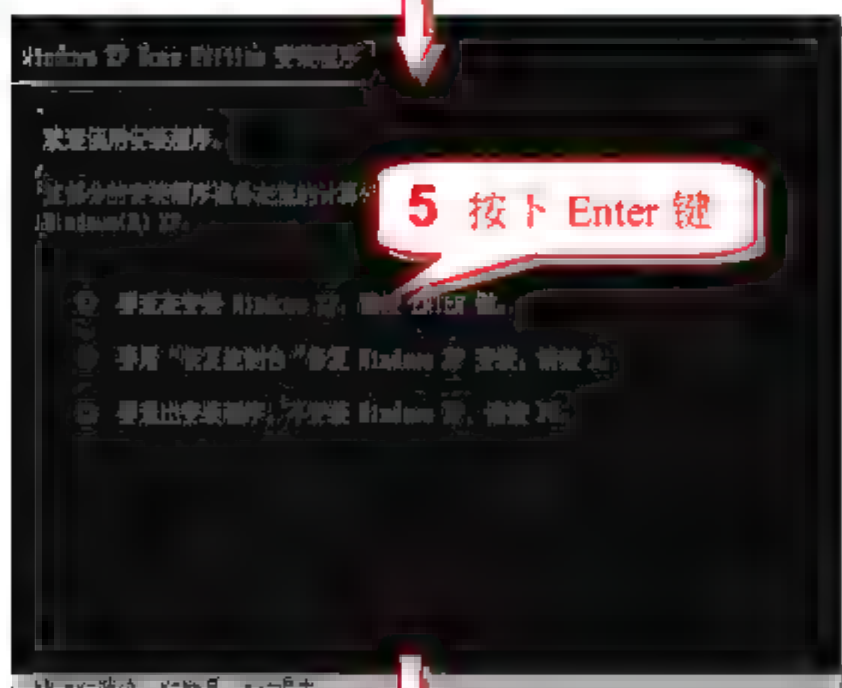 Windows XP Home Edition 安装程序
欢迎使用安装程序。
这部分的安装程序准备在您的计算
Windows(R) XP。
5 按下 Enter 键
要现在安装 Windows XP，请按 ENTER 键。
要用“恢复控制台”修复 Windows XP 安装，请按 R。
要退出安装程序，不安装 Windows XP，请按 F3。